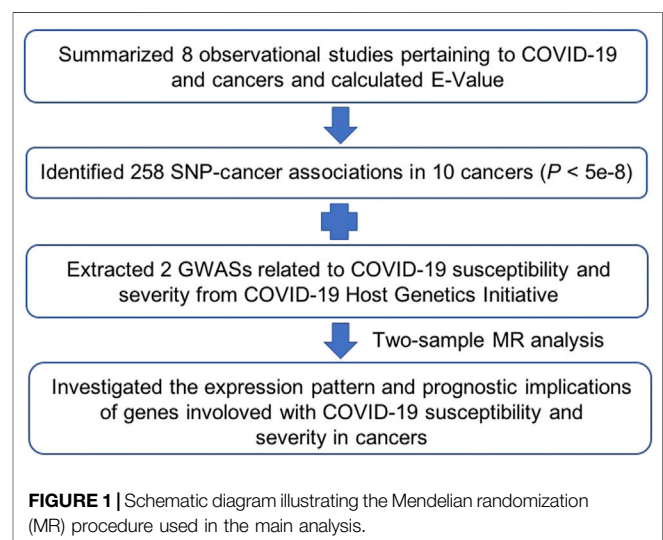 Summarized 8 observational studies pertaining to COVID-19
and cancers and calculated E-Value
Identified 258 SNP-cancer associations in 10 cancers (P < 5e-8)
Extracted 2 GWASs related to COVID-19 susceptibility and
severity from COVID-19 Host Genetics Initiative
Two-sample MR analysis
Investigated the expression pattern and prognostic implications
of genes involoved with COVID-19 susceptibility and
severity in cancers
FIGURE 1 | Schematic diagram illustrating the Mendelian randomization
(MR) procedure used in the main analysis.